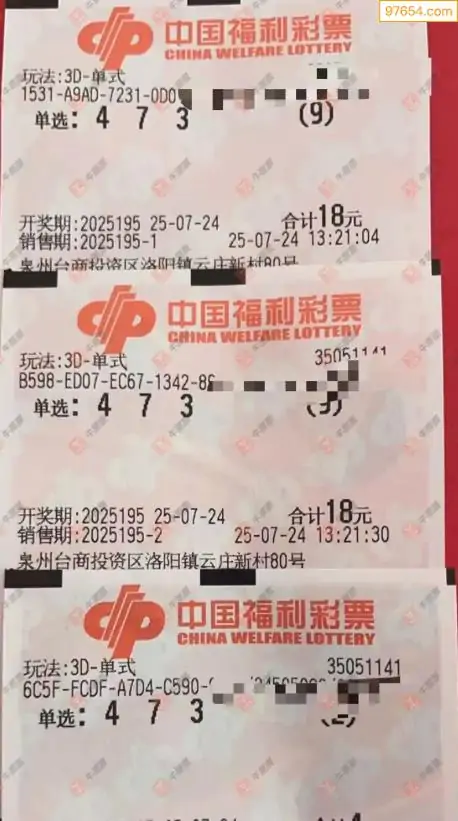 97654.com
中国福利彩票
CHINA WELFARE LOTTERY
玩法:3D-单式
1531-A9AD-7231-0D0
单选: 4 7 3 (9)
开奖期:2025195 25-07-24 合计18元
销售期:2025195-1 25-07-24 13:21:04
泉州台商投资区洛阳镇云庄新村80号
中国福利彩票
CHINA WELFARE LOTTERY
玩法:3D-单式 35051141
B598-ED07-EC67-1342-8
单选: 4 7 3 (9)
开奖期:2025195 25-07-24 合计18元
销售期:2025195-2 25-07-24 13:21:30
泉州台商投资区洛阳镇云庄新村80号
中国福利彩票
CHINA WELFARE LOTTERY
玩法:3D-单式 35051141
6C5F-FCDF-A7D4-C590-
单选: 4 7 3 (2)